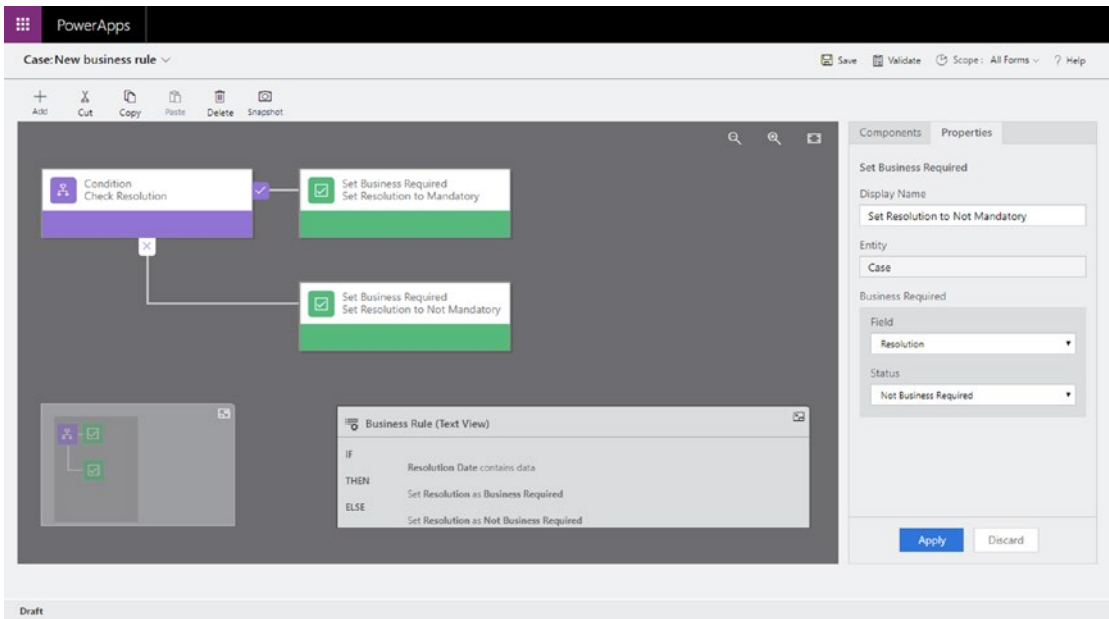 PowerApps
Case: New business rule
Save Validate Scope: All Forms ? Help
Add Cut Copy Paste Delete Snapshot
Components Properties
Condition
Check Resolution
Set Business Required
Set Resolution to Mandatory
Set Business Required
Set Resolution to Not Mandatory
Business Rule (Text View)
IF
Resolution Date contains data
THEN
Set Resolution as Business Required
ELSE
Set Resolution as Not Business Required
Set Business Required
Display Name
Set Resolution to Not Mandatory
Entity
Case
Business Required
Field
Resolution
Status
Not Business Required
Apply Discard
Draft